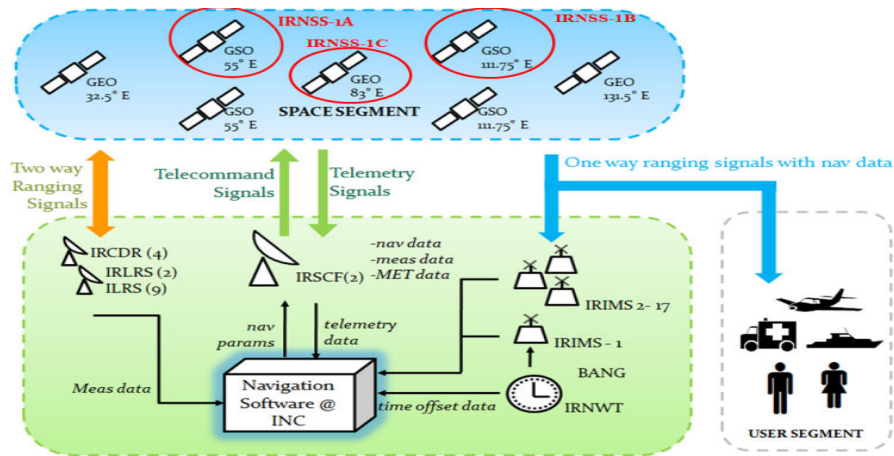 IRNSS-1A
IRNSS-1B
IRNSS-1C
GEO
32.5° E
GSO
55° E
GSO
55° E
GEO
83° E
GSO
111.75° E
GSO
111.75° E
GEO
131.5° E
SPACE SEGMENT
Two way
Ranging
Signals
Telecommand
Signals
Telemetry
Signals
One way ranging signals with nav data
IRCDR (4)
IRLRS (2)
ILRS (9)
IRSCF(2)
-nav data
-meas data
-MET data
IRIMS 2- 17
IRIMS - 1
nav
params
telemetry
data
Meas data
Navigation
Software @
INC
time offset data
BANG
IRNWT
USER SEGMENT